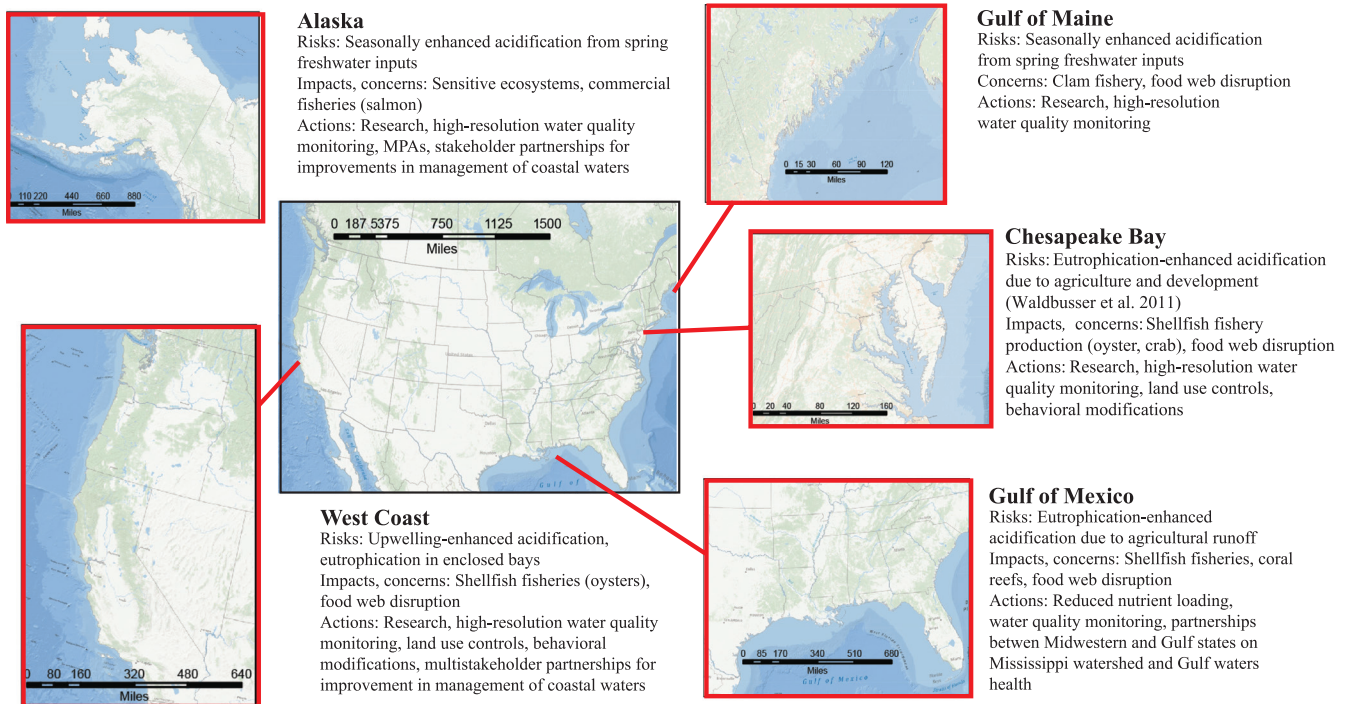 Alaska
Risks: Seasonally enhanced acidification from spring
freshwater inputs
Impacts, concerns: Sensitive ecosystems, commercial
fisheries (salmon)
Actions: Research, high-resolution water quality
monitoring, MPAs, stakeholder partnerships for
improvements in management of coastal waters
110 220 440 660 880
Miles
Gulf of Maine
Risks: Seasonally enhanced acidification
from spring freshwater inputs
Concerns: Clam fishery, food web disruption
Actions: Research, high-resolution
water quality monitoring
0 15 30 60 90 120
Miles
0 187 5375 750 1125 1500
Miles
United States
Gulf of
Chesapeake Bay
Risks: Eutrophication-enhanced acidification
due to agriculture and development
(Waldbusser et al. 2011)
Impacts, concerns: Shellfish fishery
production (oyster, crab), food web disruption
Actions: Research, high-resolution water
quality monitoring, land use controls,
behavioral modifications
0 20 40 80 120 160
Miles
West Coast
Risks: Upwelling-enhanced acidification,
eutrophication in enclosed bays
Impacts, concerns: Shellfish fisheries (oysters),
food web disruption
Actions: Research, high-resolution water quality
monitoring, land use controls, behavioral
modifications, multistakeholder partnerships for
improvement in management of coastal waters
0 80 160 320 480 640
Miles
Gulf of Mexico
Risks: Eutrophication-enhanced
acidification due to agricultural runoff
Impacts, concerns: Shellfish fisheries, coral
reefs, food web disruption
Actions: Reduced nutrient loading,
water quality monitoring, partnerships
betwen Midwestern and Gulf states on
Mississippi watershed and Gulf waters
health
0 85 170 340 510 680
Miles
Gulf of Mexico